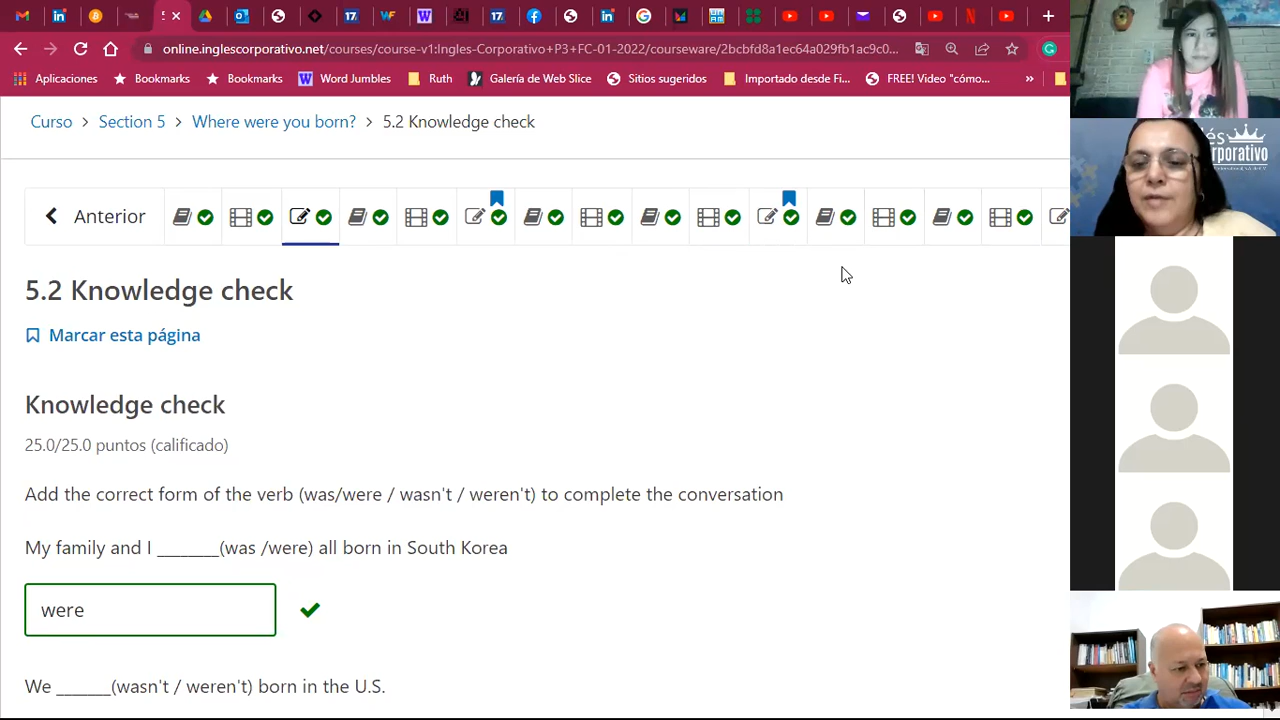 online.inglescorporativo.net/courses/course-v1:Ingles-Corporativo+P3+FC-01-2022/courseware/2bcbfd8a1ec64a029fb1ac9c0...
Aplicaciones Bookmarks Bookmarks Word Jumbles Ruth Galería de Web Slice Sitios sugeridos Importado desde Fi... FREE! Video "cómo... »
Curso > Section 5 > Where were you born? > 5.2 Knowledge check
Anterior
5.2 Knowledge check
Marcar esta página
Knowledge check
25.0/25.0 puntos (calificado)
Add the correct form of the verb (was/were / wasn't / weren't) to complete the conversation
My family and I ________(was /were) all born in South Korea
were
We _______(wasn't / weren't) born in the U.S.